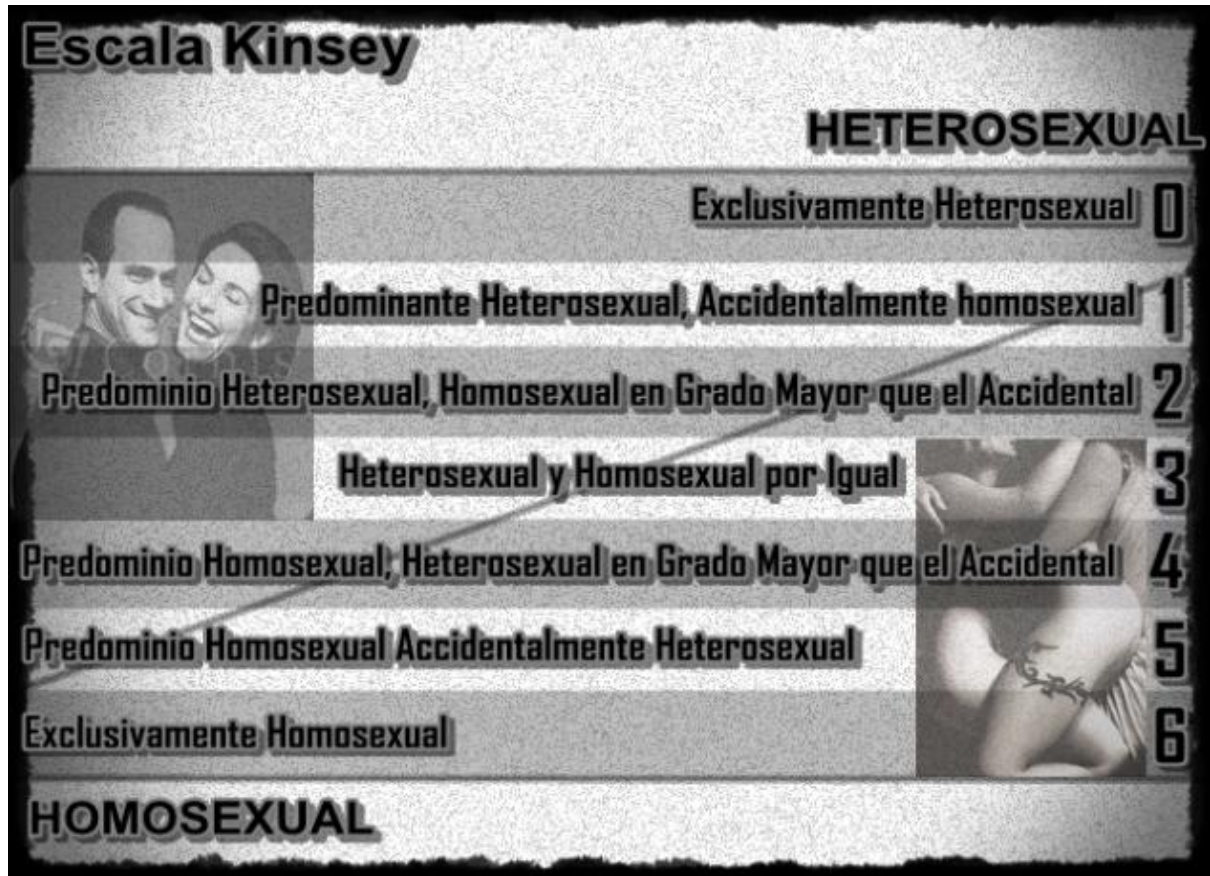 Escala Kinsey
HETEROSEXUAL
Exclusivamente Heterosexual 0
Predominante Heterosexual, Accidentalmente homosexual 1
Predominio Heterosexual, Homosexual en Grado Mayor que el Accidental 2
Heterosexual y Homosexual por Igual 3
Predominio Homosexual, Heterosexual en Grado Mayor que el Accidental 4
Predominio Homosexual Accidentalmente Heterosexual 5
Exclusivamente Homosexual 6
HOMOSEXUAL